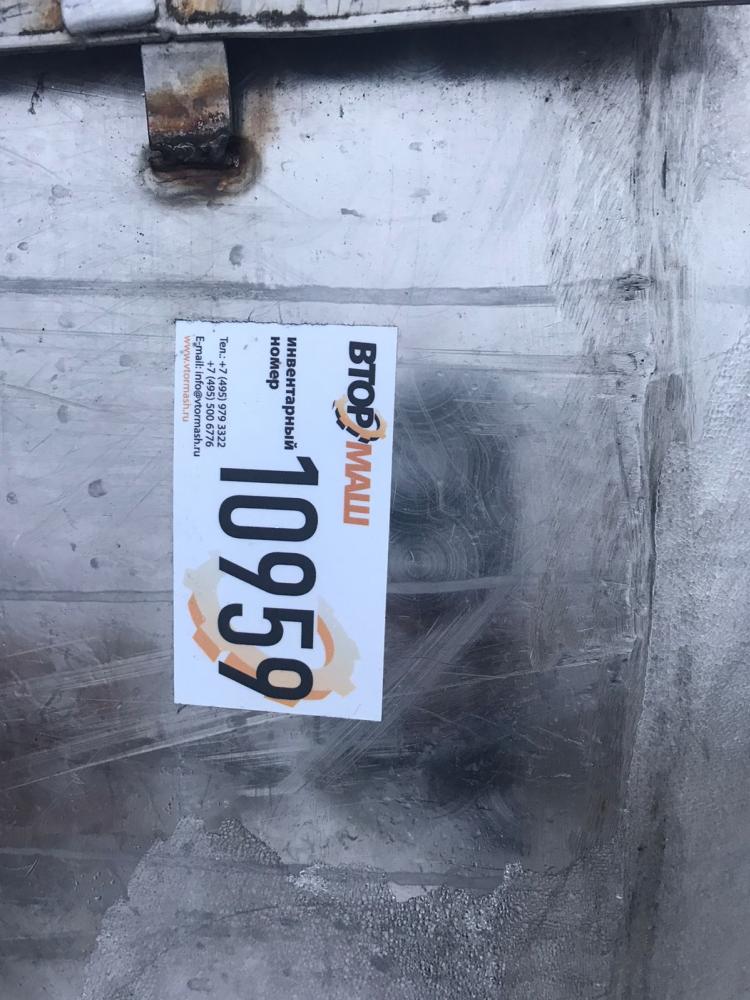 ВТОРМАШ
инвентарный
номер
10959
Тел.: +7 (495) 979 3322
+7 (495) 500 6776
E-mail: info@vtormash.ru
www.vtormash.ru